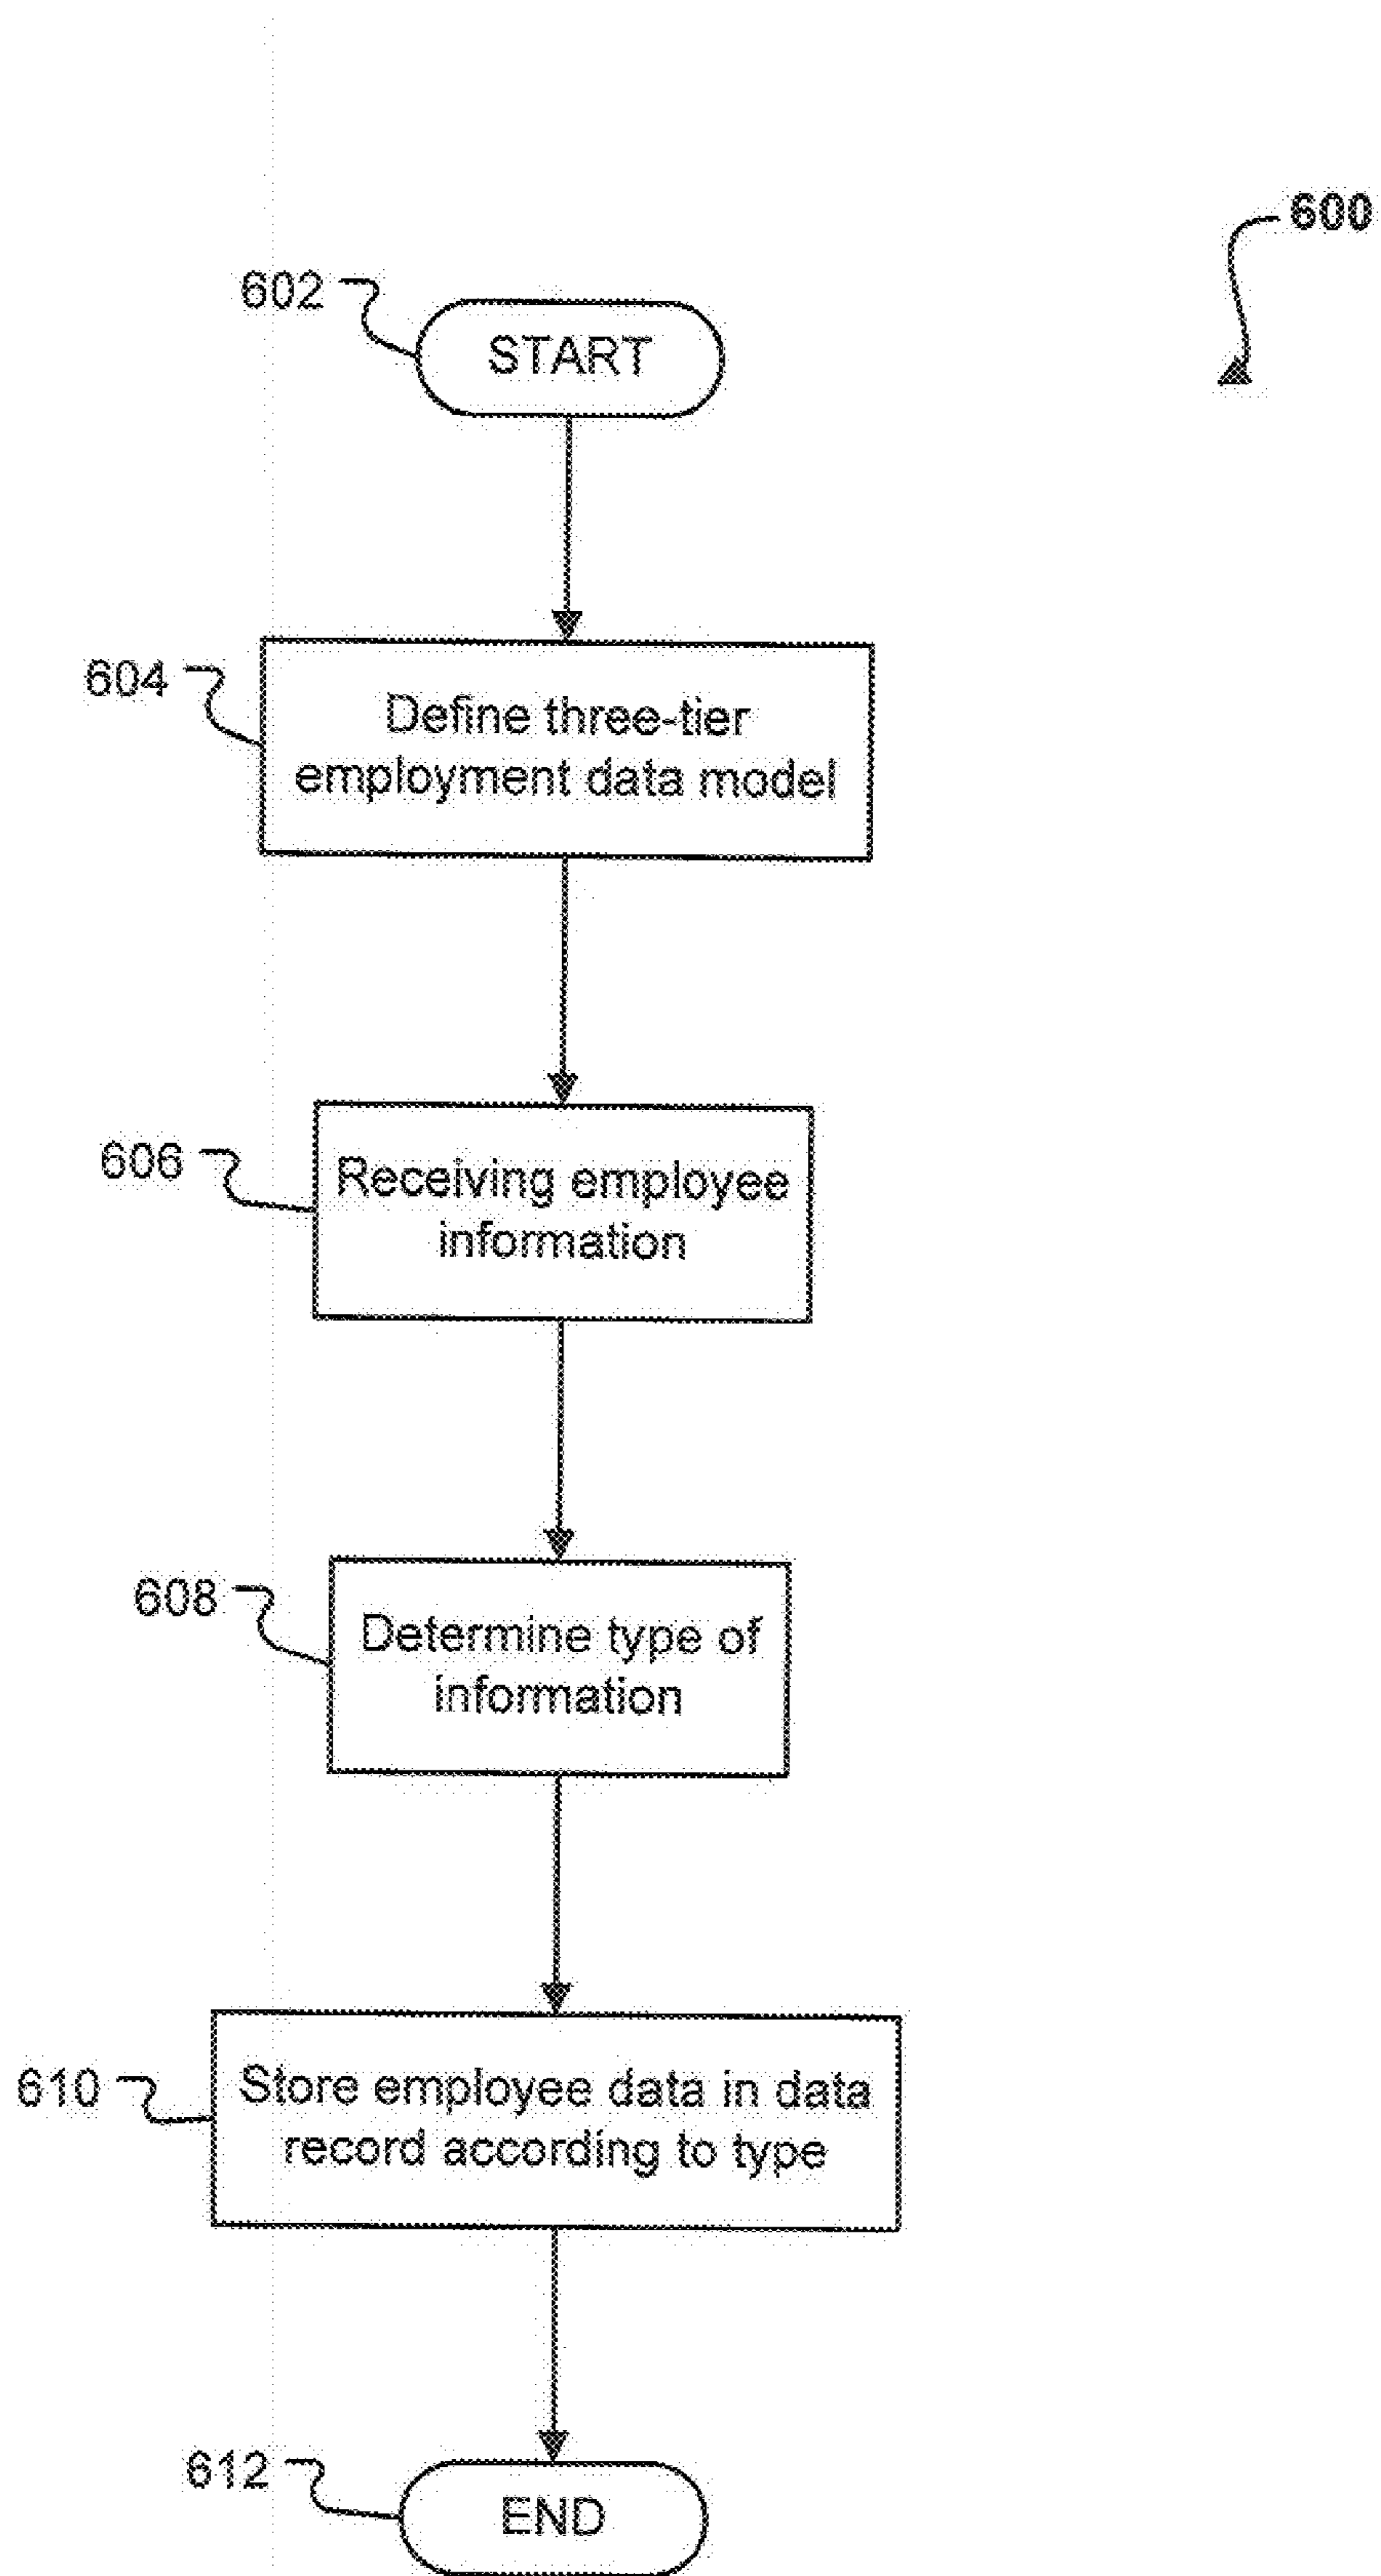 600
602
START
604
Define three-tier
employment data model
606
Receiving employee
information
608
Determine type of
information
610
Store employee data in data
record according to type
612
END